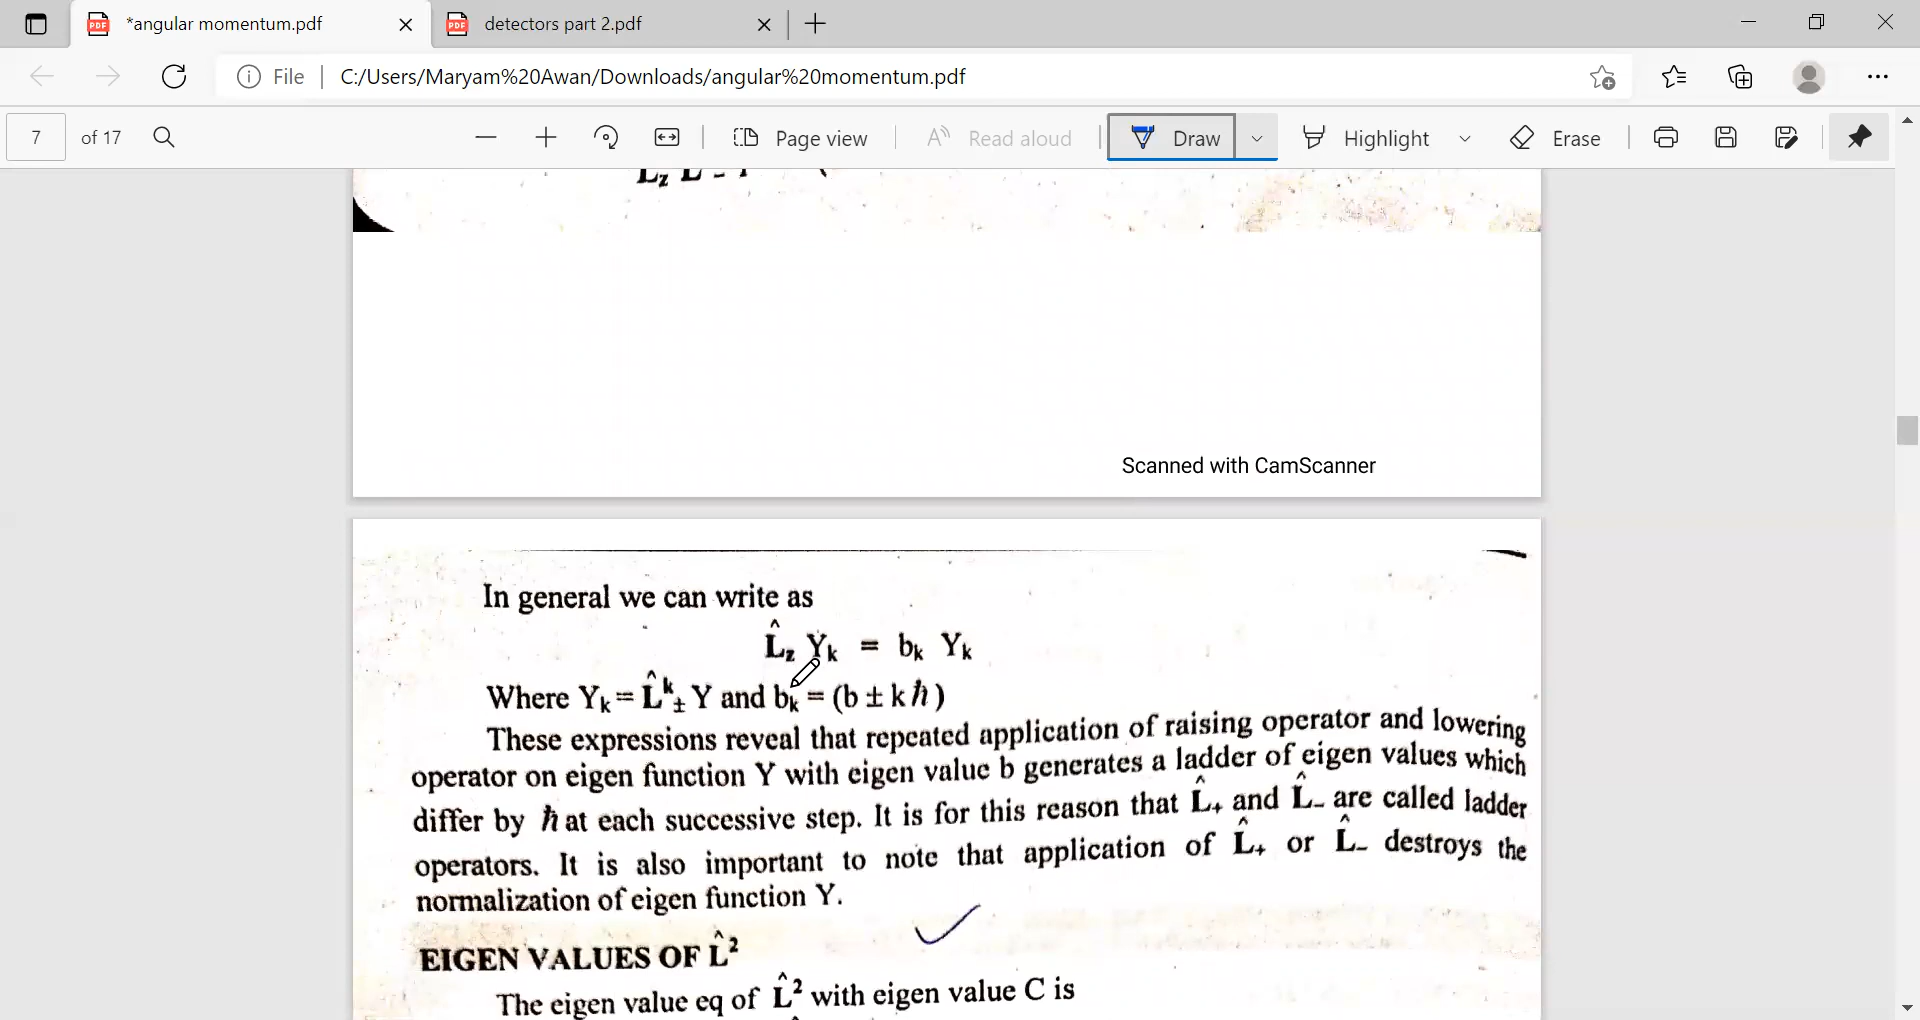 *angular momentum.pdf
detectors part 2.pdf
File
C:/Users/Maryam%20Awan/Downloads/angular%20momentum.pdf
7 of 17
Page view
Read aloud
Draw
Highlight
Erase
Scanned with CamScanner
In general we can write as
L̂z Yk = bk Yk
Where Yk = L̂^k± Y and bk = (b ± k ħ)
These expressions reveal that repeated application of raising operator and lowering
operator on eigen function Y with eigen value b generates a ladder of eigen values which
differ by ħ at each successive step. It is for this reason that L̂+ and L̂- are called ladder
operators. It is also important to note that application of L̂+ or L̂- destroys the
normalization of eigen function Y.
EIGEN VALUES OF L̂²
The eigen value eq of L̂² with eigen value C is